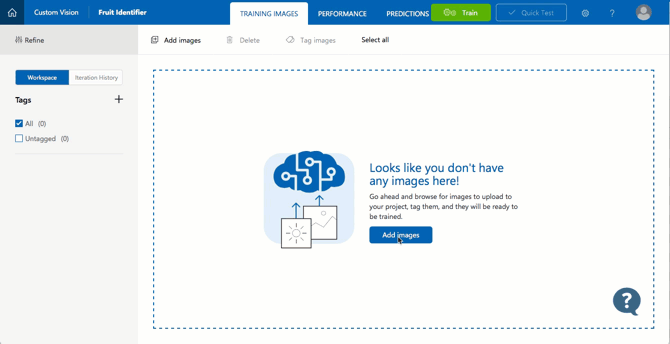 Custom Vision Fruit Identifier TRAINING IMAGES PERFORMANCE PREDICTIONS Train Quick Test ?
Refine Add images Delete Tag images Select all
Workspace Iteration History
Tags +
All (0)
Untagged (0)
Looks like you don't have
any images here!
Go ahead and browse for images to upload to
your project, tag them, and they will be ready to
be trained.
Add images
?